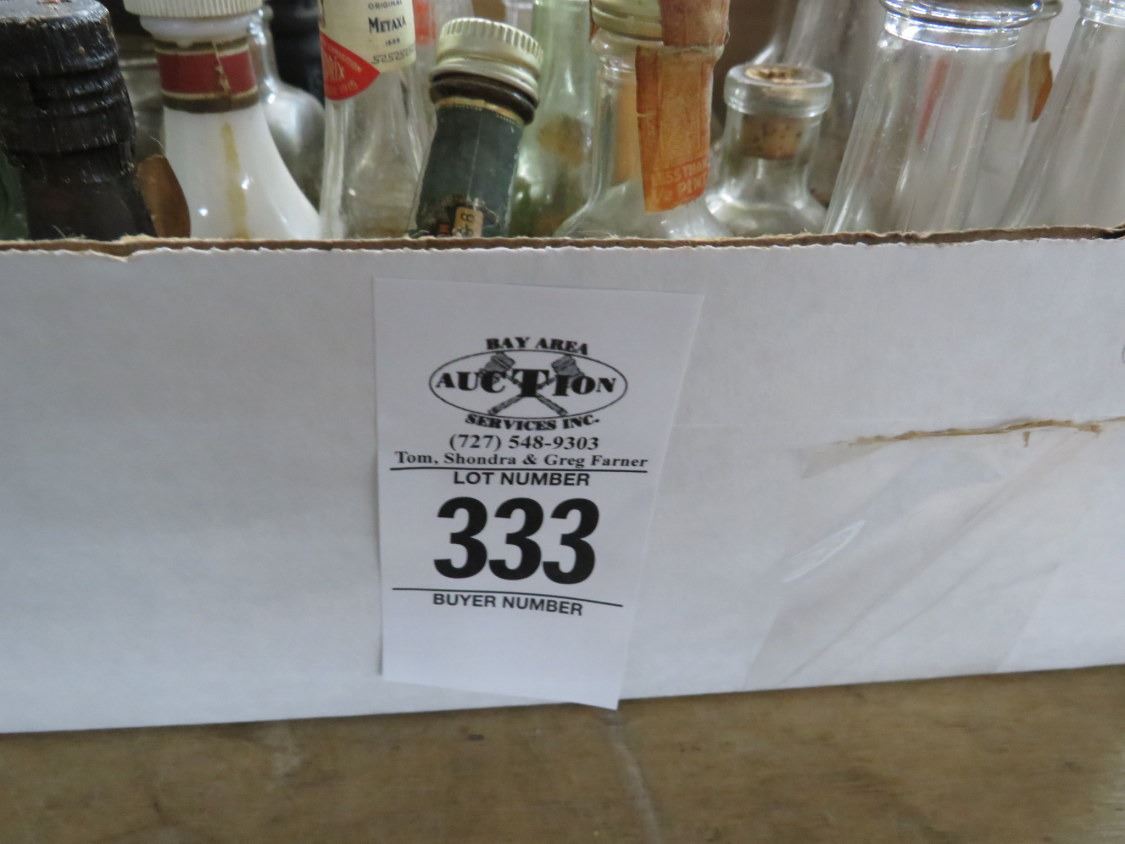 ORIGINAL
METAXA
BAY AREA
AUCTION
SERVICES INC.
(727) 548-9303
Tom, Shondra & Greg Farner
LOT NUMBER
333
BUYER NUMBER